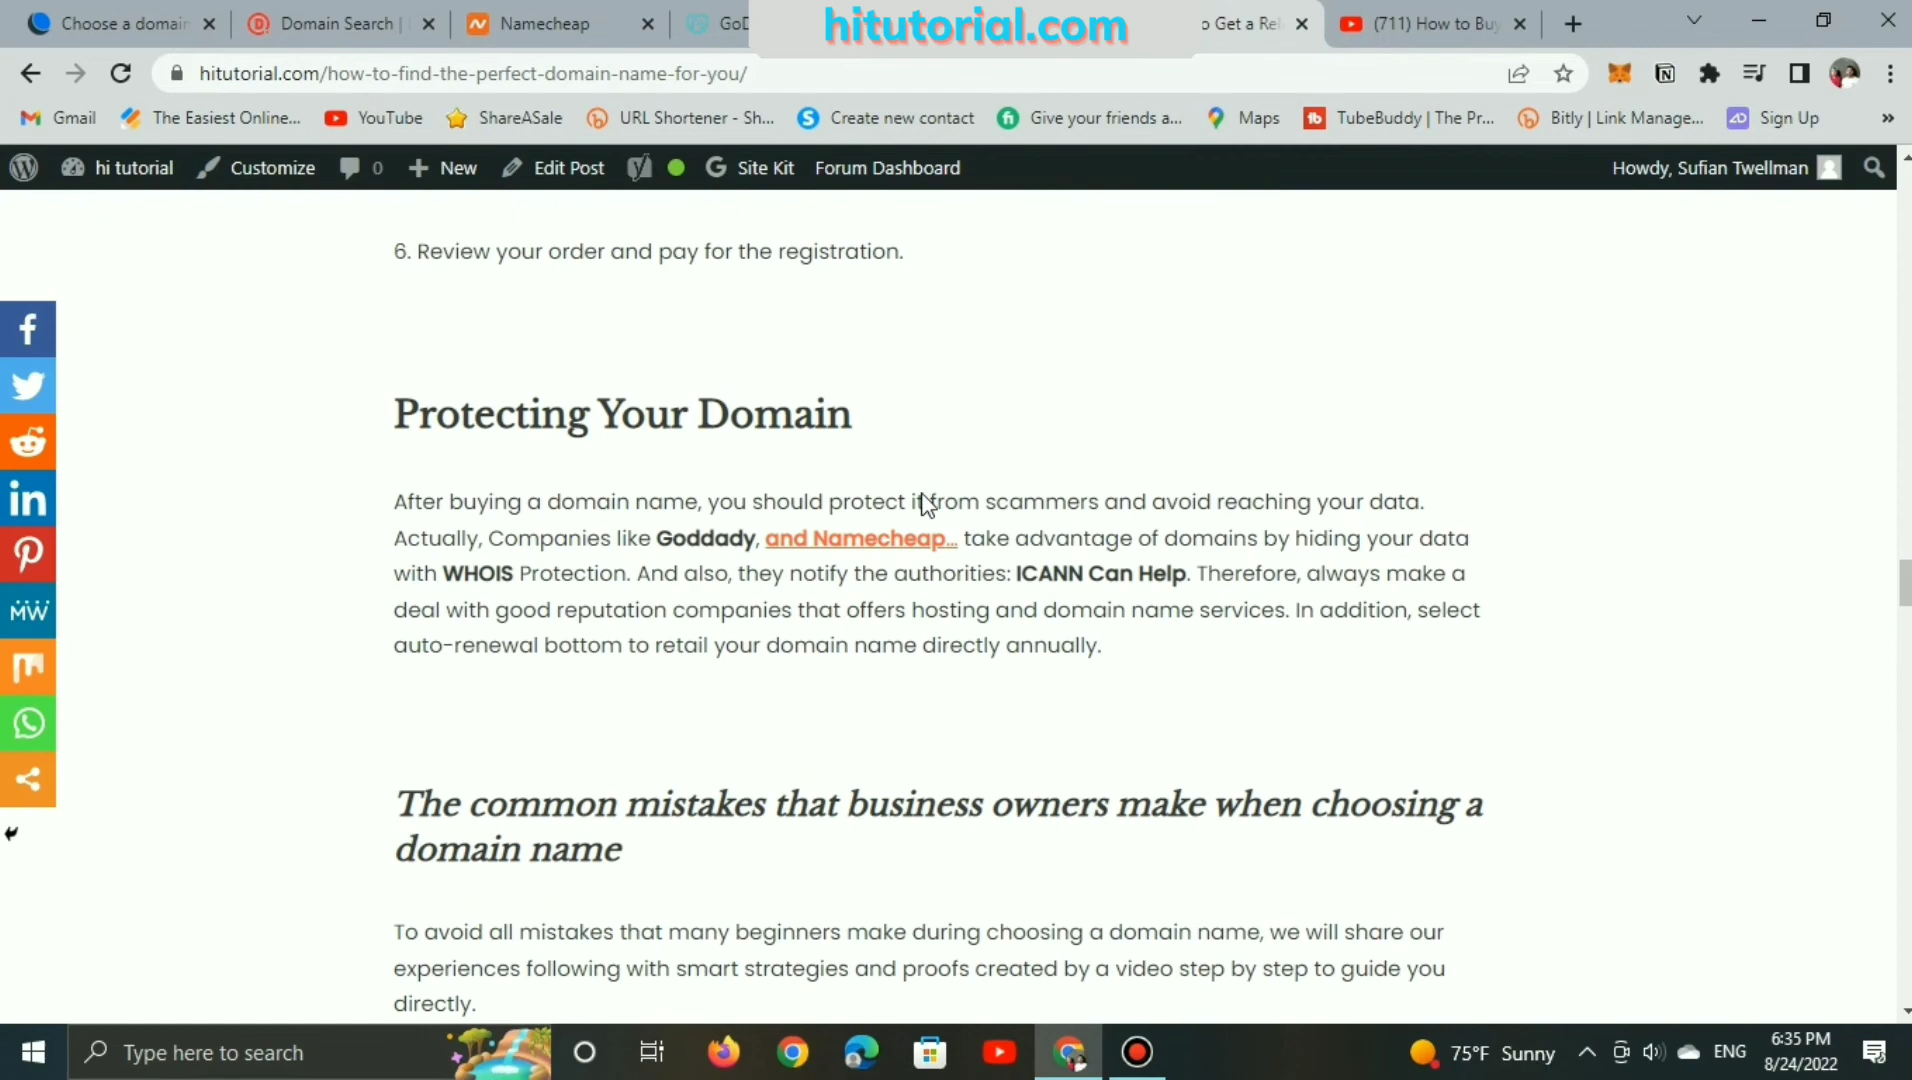 Choose a domain
Domain Search |
Namecheap
GoD
hitutorial.com
o Get a Rel
(711) How to Buy
hitutorial.com/how-to-find-the-perfect-domain-name-for-you/
Gmail
The Easiest Online...
YouTube
ShareASale
URL Shortener - Sh...
Create new contact
Give your friends a...
Maps
TubeBuddy | The Pr...
Bitly | Link Manage...
Sign Up
»
hi tutorial
Customize
0
New
Edit Post
Site Kit
Forum Dashboard
Howdy, Sufian Twellman
6. Review your order and pay for the registration.
Protecting Your Domain
After buying a domain name, you should protect it from scammers and avoid reaching your data.
Actually, Companies like Goddady, and Namecheap... take advantage of domains by hiding your data
with WHOIS Protection. And also, they notify the authorities: ICANN Can Help. Therefore, always make a
deal with good reputation companies that offers hosting and domain name services. In addition, select
auto-renewal bottom to retail your domain name directly annually.
The common mistakes that business owners make when choosing a
domain name
To avoid all mistakes that many beginners make during choosing a domain name, we will share our
experiences following with smart strategies and proofs created by a video step by step to guide you
directly.
Type here to search
75°F Sunny
ENG
6:35 PM
8/24/2022